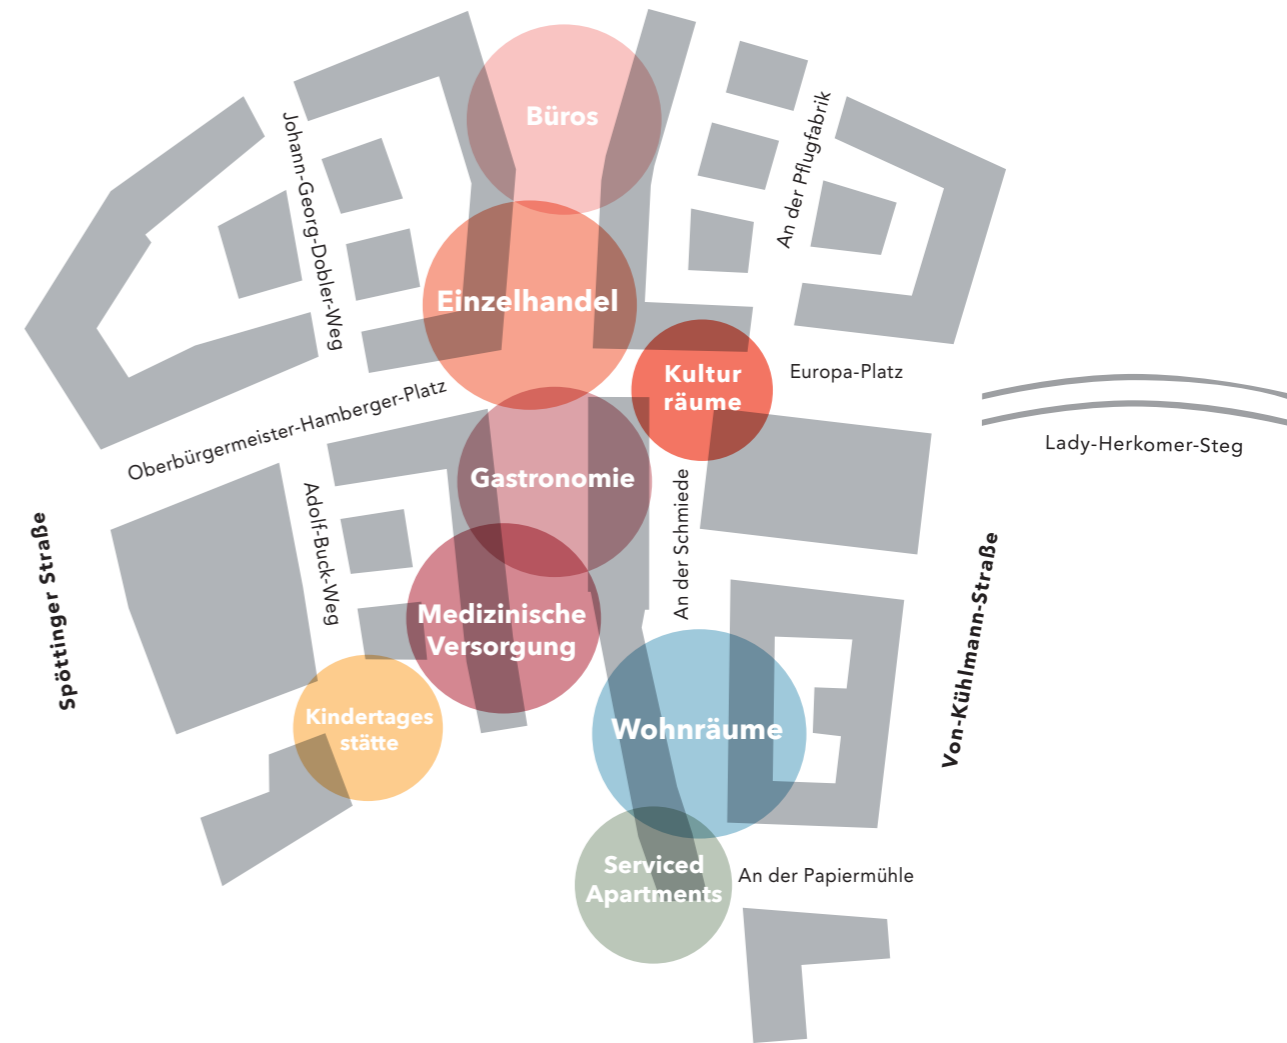 Büros
Johann-Georg-Dobler-Weg
An der Pflugfabrik
Einzelhandel
Kultur
räume
Europa-Platz
Oberbürgermeister-Hamberger-Platz
Lady-Herkomer-Steg
Gastronomie
Adolf-Buck-Weg
An der Schmiede
Spöttinger Straße
Von-Kühlmann-Straße
Medizinische
Versorgung
Kindertages
stätte
Wohnräume
Serviced
Apartments
An der Papiermühle